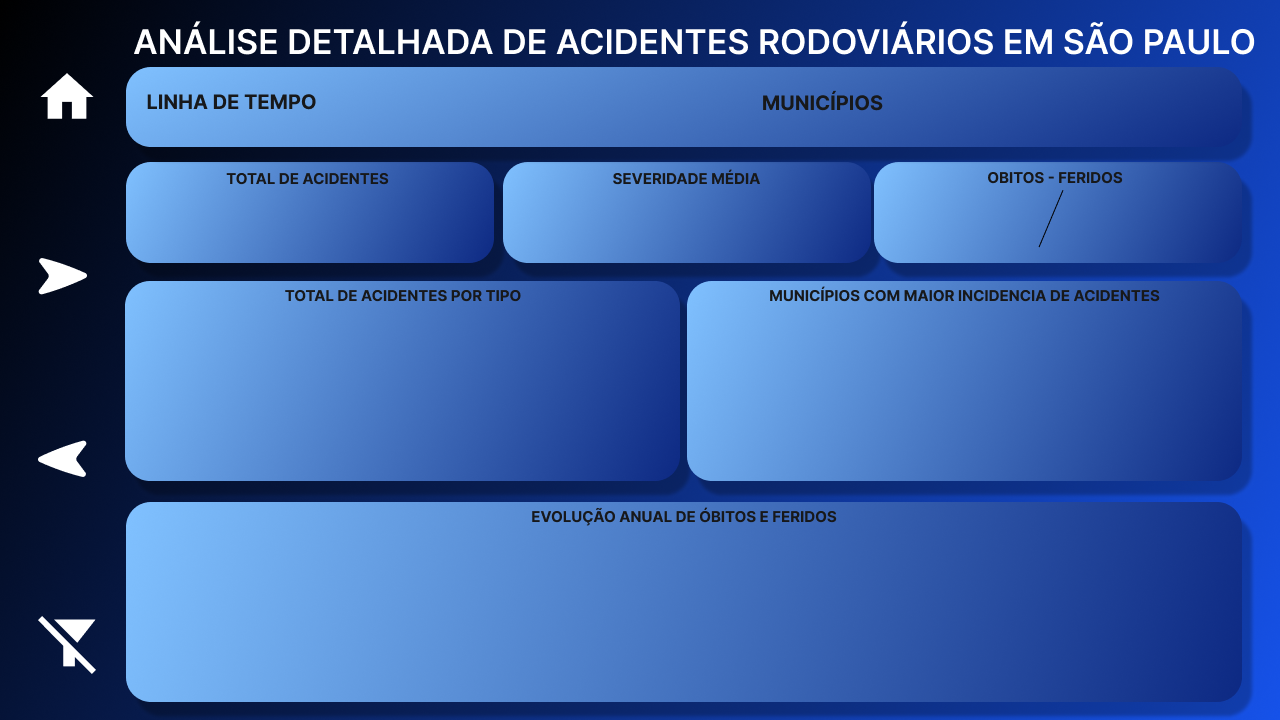 ANÁLISE DETALHADA DE ACIDENTES RODOVIÁRIOS EM SÃO PAULO
LINHA DE TEMPO
MUNICÍPIOS
TOTAL DE ACIDENTES
SEVERIDADE MÉDIA
OBITOS - FERIDOS
TOTAL DE ACIDENTES POR TIPO
MUNICÍPIOS COM MAIOR INCIDENCIA DE ACIDENTES
EVOLUÇÃO ANUAL DE ÓBITOS E FERIDOS